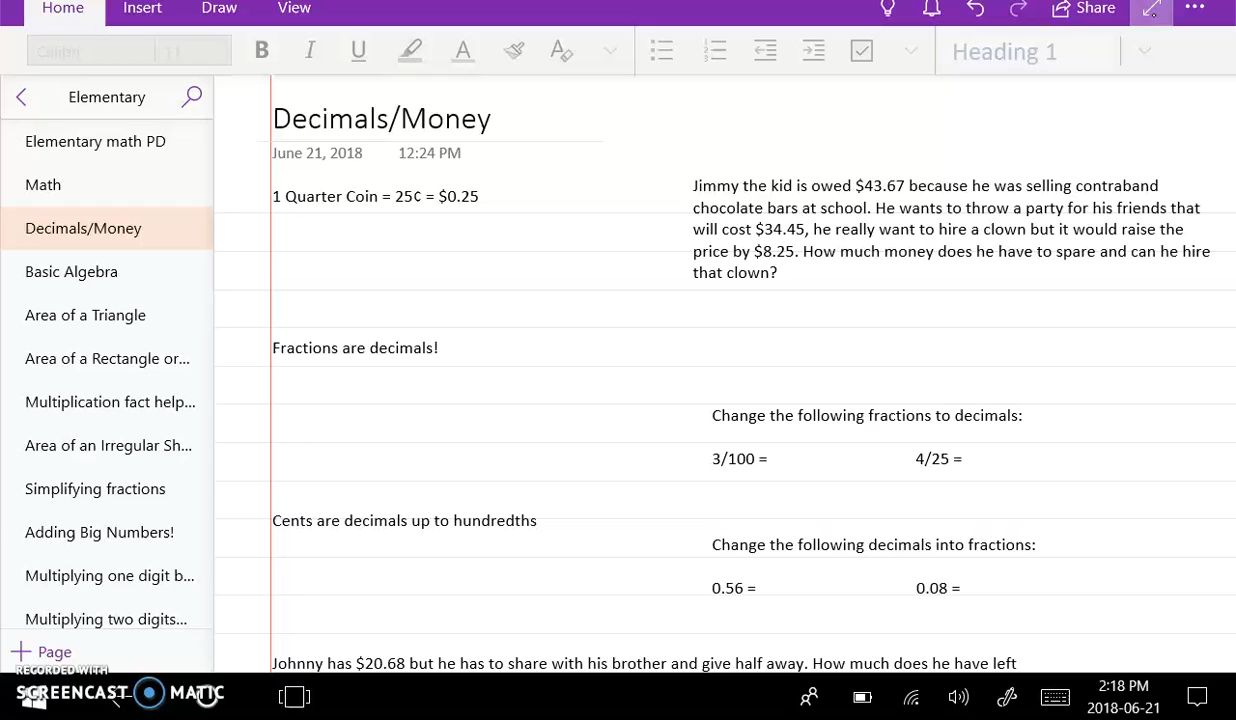 Home Insert Draw View Share
B I U A A Heading 1
Elementary
Elementary math PD
Math
Decimals/Money
Basic Algebra
Area of a Triangle
Area of a Rectangle or...
Multiplication fact help...
Area of an Irregular Sh...
Simplifying fractions
Adding Big Numbers!
Multiplying one digit b...
Multiplying two digits...
Page
Decimals/Money
June 21, 2018 12:24 PM
1 Quarter Coin = 25¢ = $0.25
Fractions are decimals!
Cents are decimals up to hundredths
Johnny has $20.68 but he has to share with his brother and give half away. How much does he have left
Jimmy the kid is owed $43.67 because he was selling contraband
chocolate bars at school. He wants to throw a party for his friends that
will cost $34.45, he really want to hire a clown but it would raise the
price by $8.25. How much money does he have to spare and can he hire
that clown?
Change the following fractions to decimals:
3/100 = 4/25 =
Change the following decimals into fractions:
0.56 = 0.08 =
RECORDED WITH
SCREENCAST MATIC
2:18 PM
2018-06-21